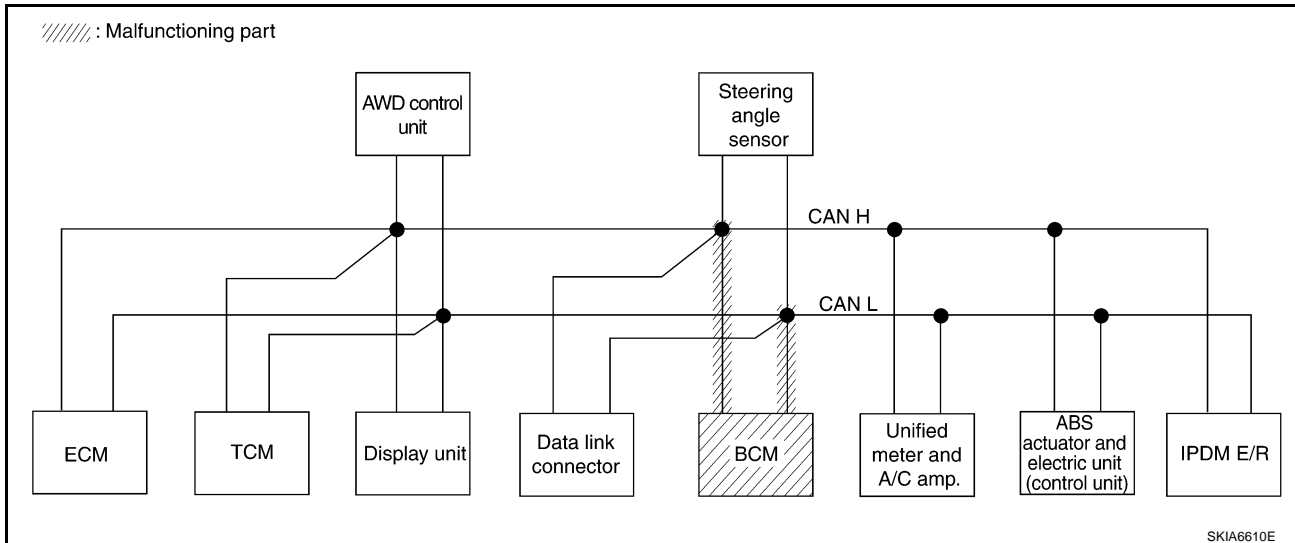 : Malfunctioning part
AWD control
unit
Steering
angle
sensor
CAN H
CAN L
ECM
TCM
Display unit
Data link
connector
BCM
Unified
meter and
A/C amp.
ABS
actuator and
electric unit
(control unit)
IPDM E/R
SKIA6610E